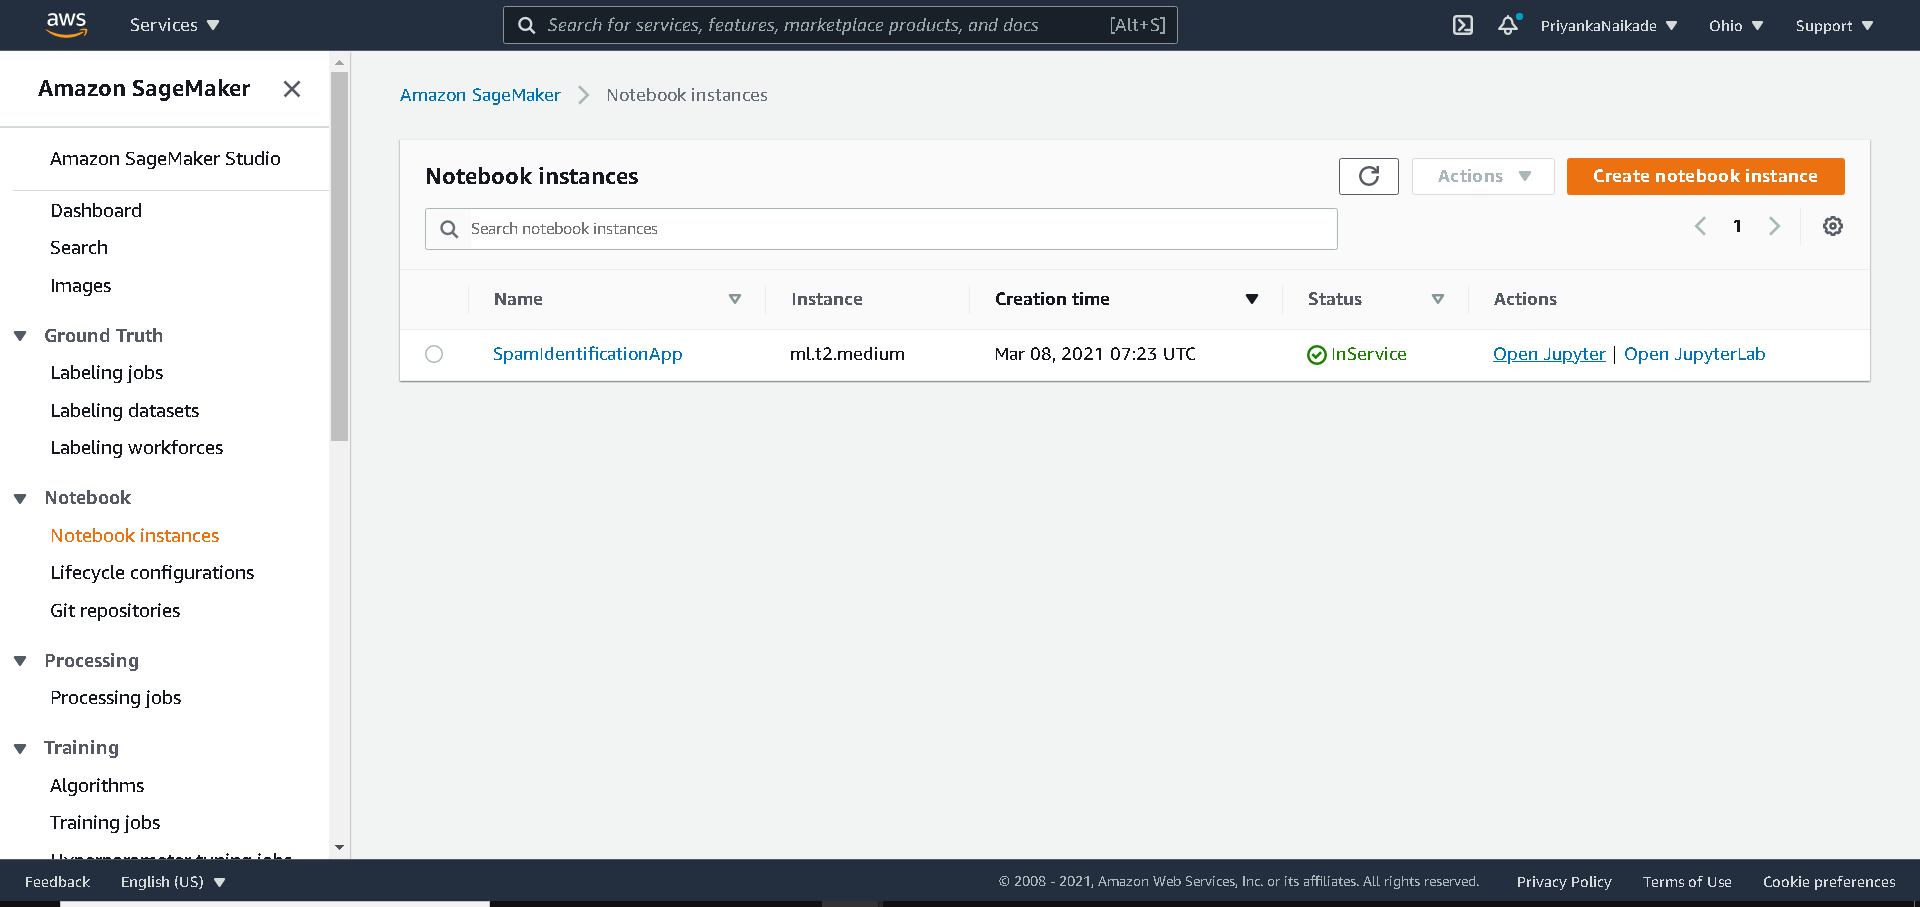 aws Services Search for services, features, marketplace products, and docs [Alt+S] PriyankaNaikade Ohio Support
Amazon SageMaker
Amazon SageMaker Studio
Dashboard
Search
Images
Ground Truth
Labeling jobs
Labeling datasets
Labeling workforces
Notebook
Notebook instances
Lifecycle configurations
Git repositories
Processing
Processing jobs
Training
Algorithms
Training jobs
Hyperparameter tuning jobs
Amazon SageMaker Notebook instances
Notebook instances Actions Create notebook instance
Search notebook instances 1
Name Instance Creation time Status Actions
SpamIdentificationApp ml.t2.medium Mar 08, 2021 07:23 UTC InService Open Jupyter | Open JupyterLab
Feedback English (US) © 2008 - 2021, Amazon Web Services, Inc. or its affiliates. All rights reserved. Privacy Policy Terms of Use Cookie preferences